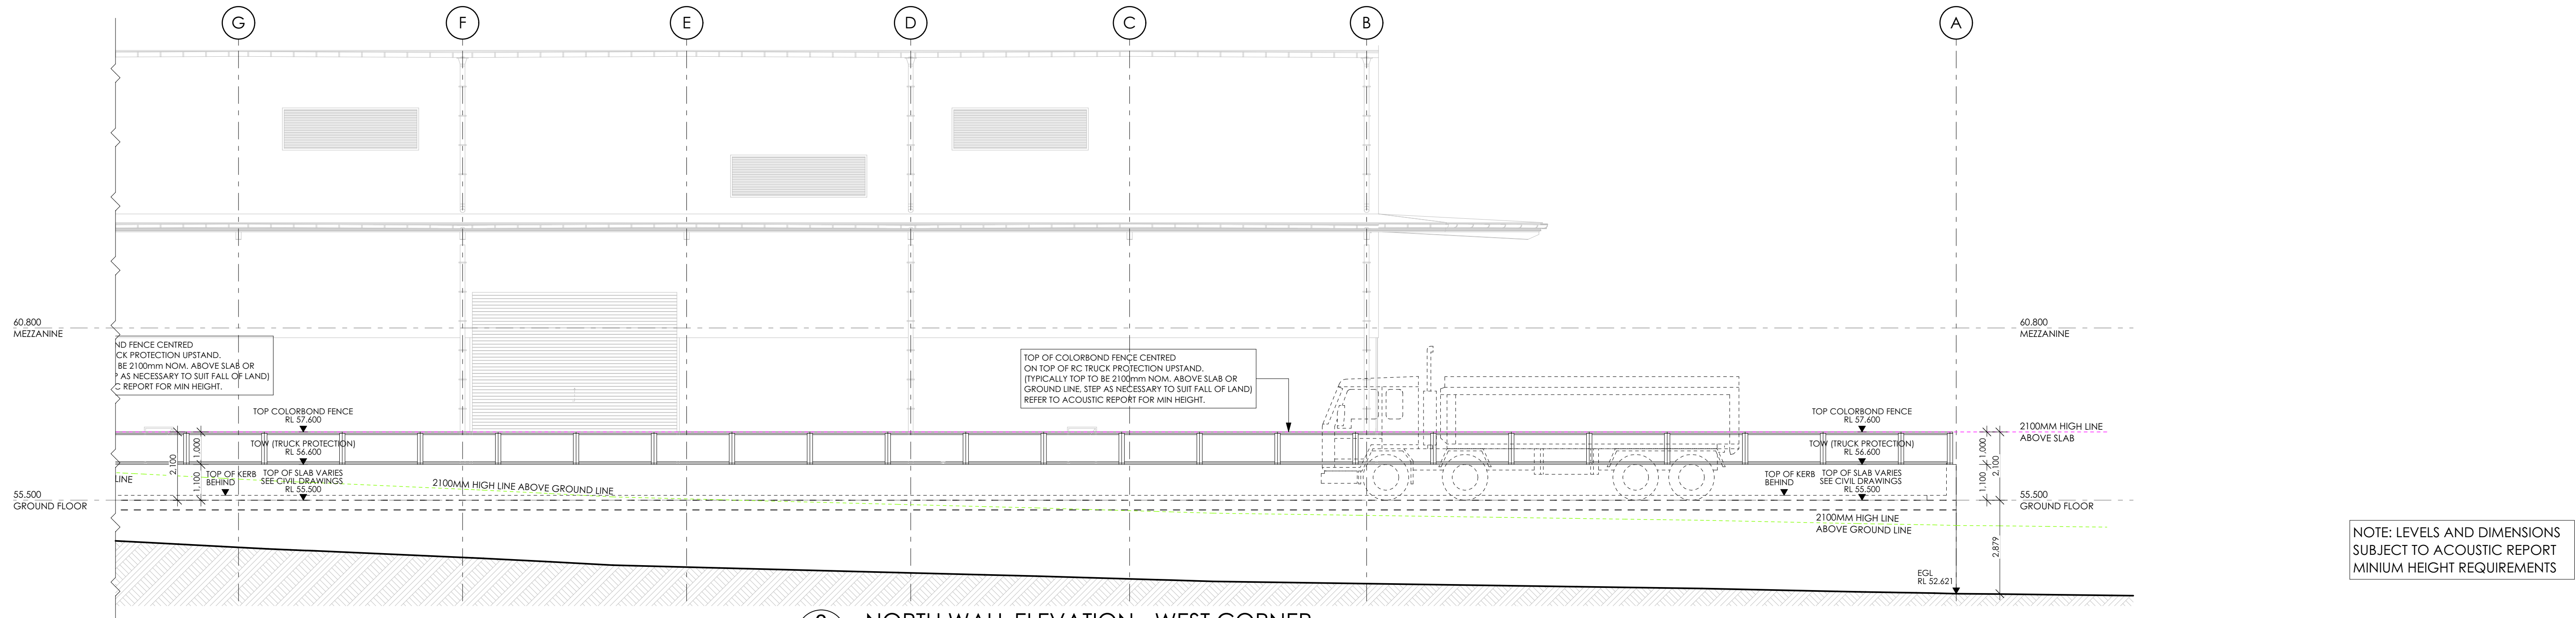 G F E D C B A
60.800
MEZZANINE
ND FENCE CENTRED
CK PROTECTION UPSTAND.
BE 2100mm NOM. ABOVE SLAB OR
P AS NECESSARY TO SUIT FALL OF LAND)
C REPORT FOR MIN HEIGHT.
TOP OF COLORBOND FENCE CENTRED
ON TOP OF RC TRUCK PROTECTION UPSTAND.
(TYPICALLY TOP TO BE 2100mm NOM. ABOVE SLAB OR
GROUND LINE, STEP AS NECESSARY TO SUIT FALL OF LAND)
REFER TO ACOUSTIC REPORT FOR MIN HEIGHT.
60.800
MEZZANINE
TOP COLORBOND FENCE
RL 57.600
TOW (TRUCK PROTECTION)
RL 56.600
TOP OF SLAB VARIES
SEE CIVIL DRAWINGS
RL 55.500
TOP OF KERB
BEHIND
2,100
1,000
1,100
LINE
2100MM HIGH LINE ABOVE GROUND LINE
55.500
GROUND FLOOR
TOP COLORBOND FENCE
RL 57.600
TOW (TRUCK PROTECTION)
RL 56.600
TOP OF KERB
BEHIND
TOP OF SLAB VARIES
SEE CIVIL DRAWINGS
RL 55.500
2100MM HIGH LINE
ABOVE SLAB
1,000
2,100
1,100
55.500
GROUND FLOOR
2100MM HIGH LINE
ABOVE GROUND LINE
2,879
EGL
RL 52.621
NOTE: LEVELS AND DIMENSIONS
SUBJECT TO ACOUSTIC REPORT
MINIUM HEIGHT REQUIREMENTS
NORTH WALL ELEVATION - WEST CORNER